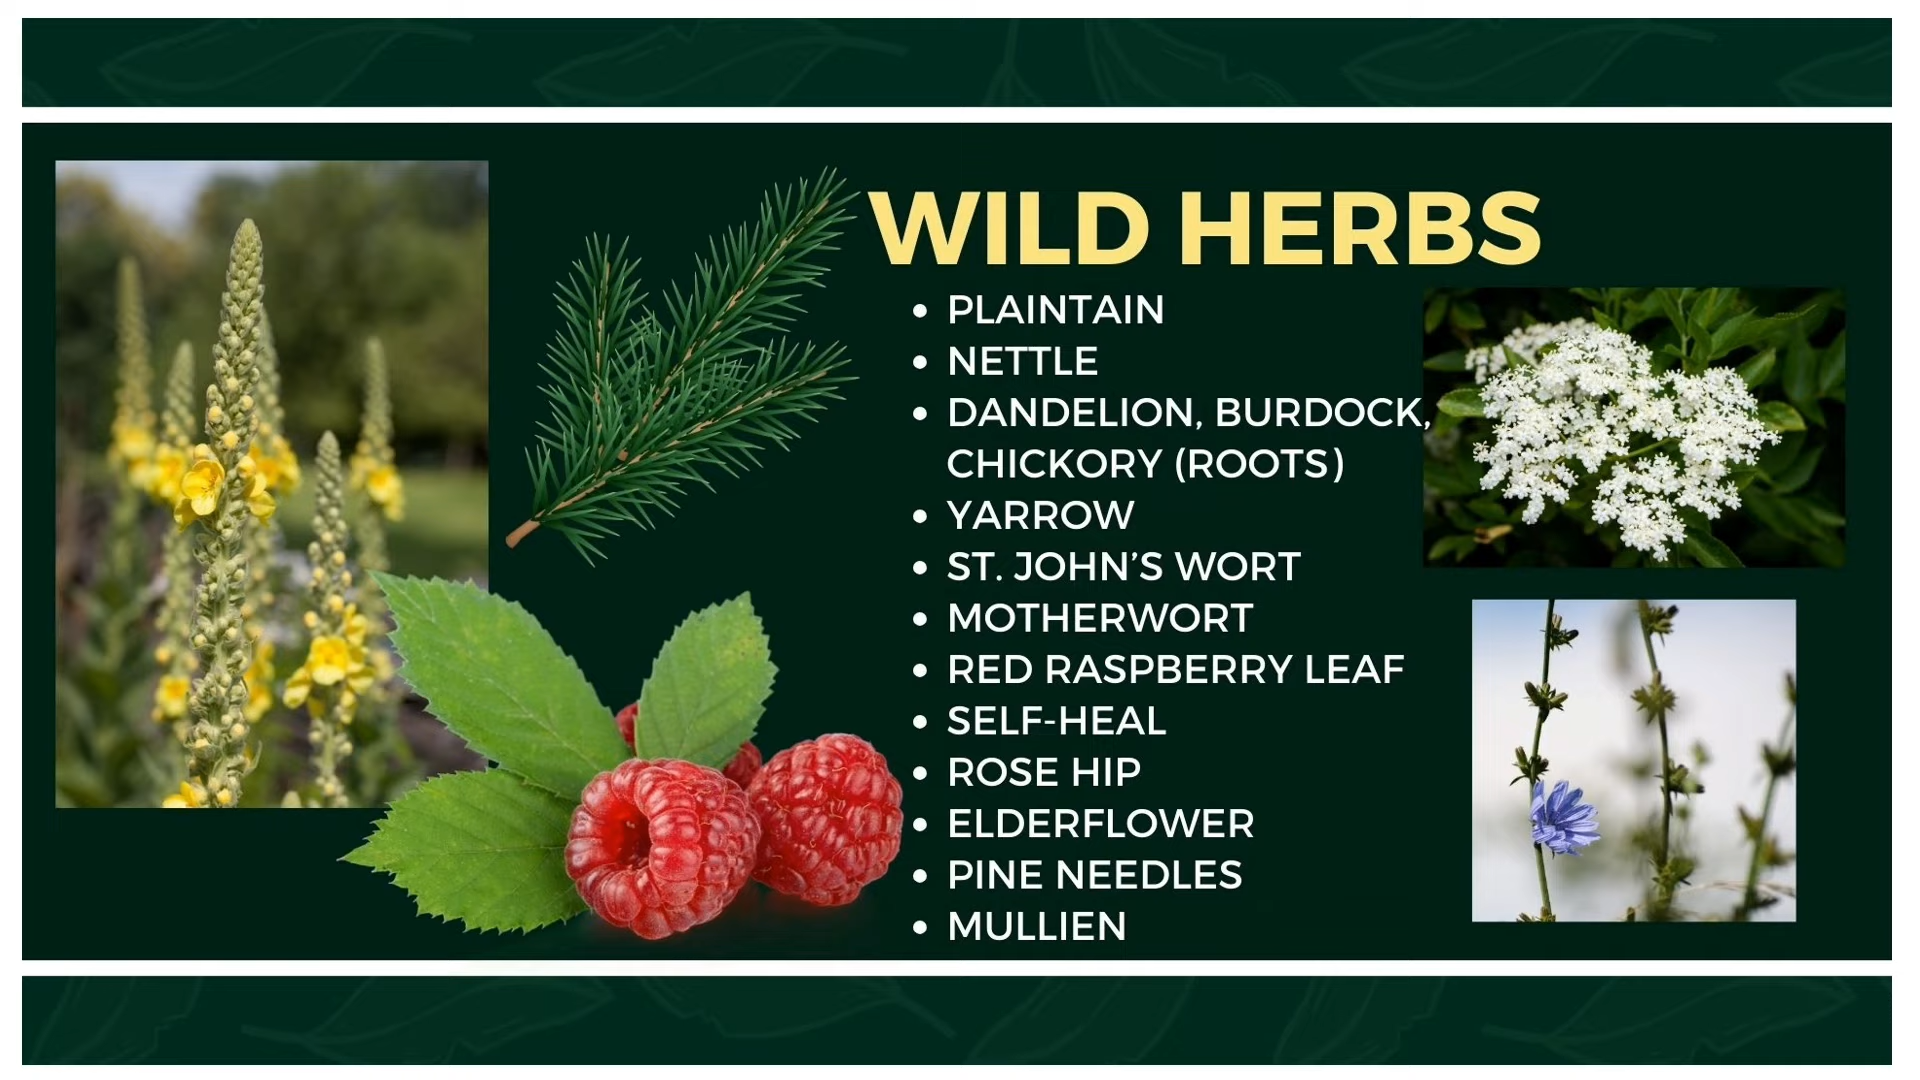 WILD HERBS
• PLAINTAIN
• NETTLE
• DANDELION, BURDOCK,
CHICKORY (ROOTS)
• YARROW
• ST. JOHN’S WORT
• MOTHERWORT
• RED RASPBERRY LEAF
• SELF-HEAL
• ROSE HIP
• ELDERFLOWER
• PINE NEEDLES
• MULLIEN